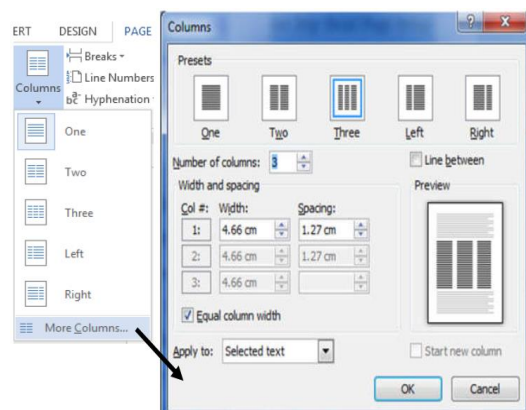 ERT DESIGN PAGE
Breaks
Line Numbers
Columns
Hyphenation
One
Two
Three
Left
Right
More Columns...
Columns
Presets
One Two Three Left Right
Number of columns: 3 Line between
Width and spacing Preview
Col #: Width: Spacing:
1: 4.66 cm 1.27 cm
2: 4.66 cm 1.27 cm
3: 4.66 cm
Equal column width
Apply to: Selected text Start new column
OK Cancel